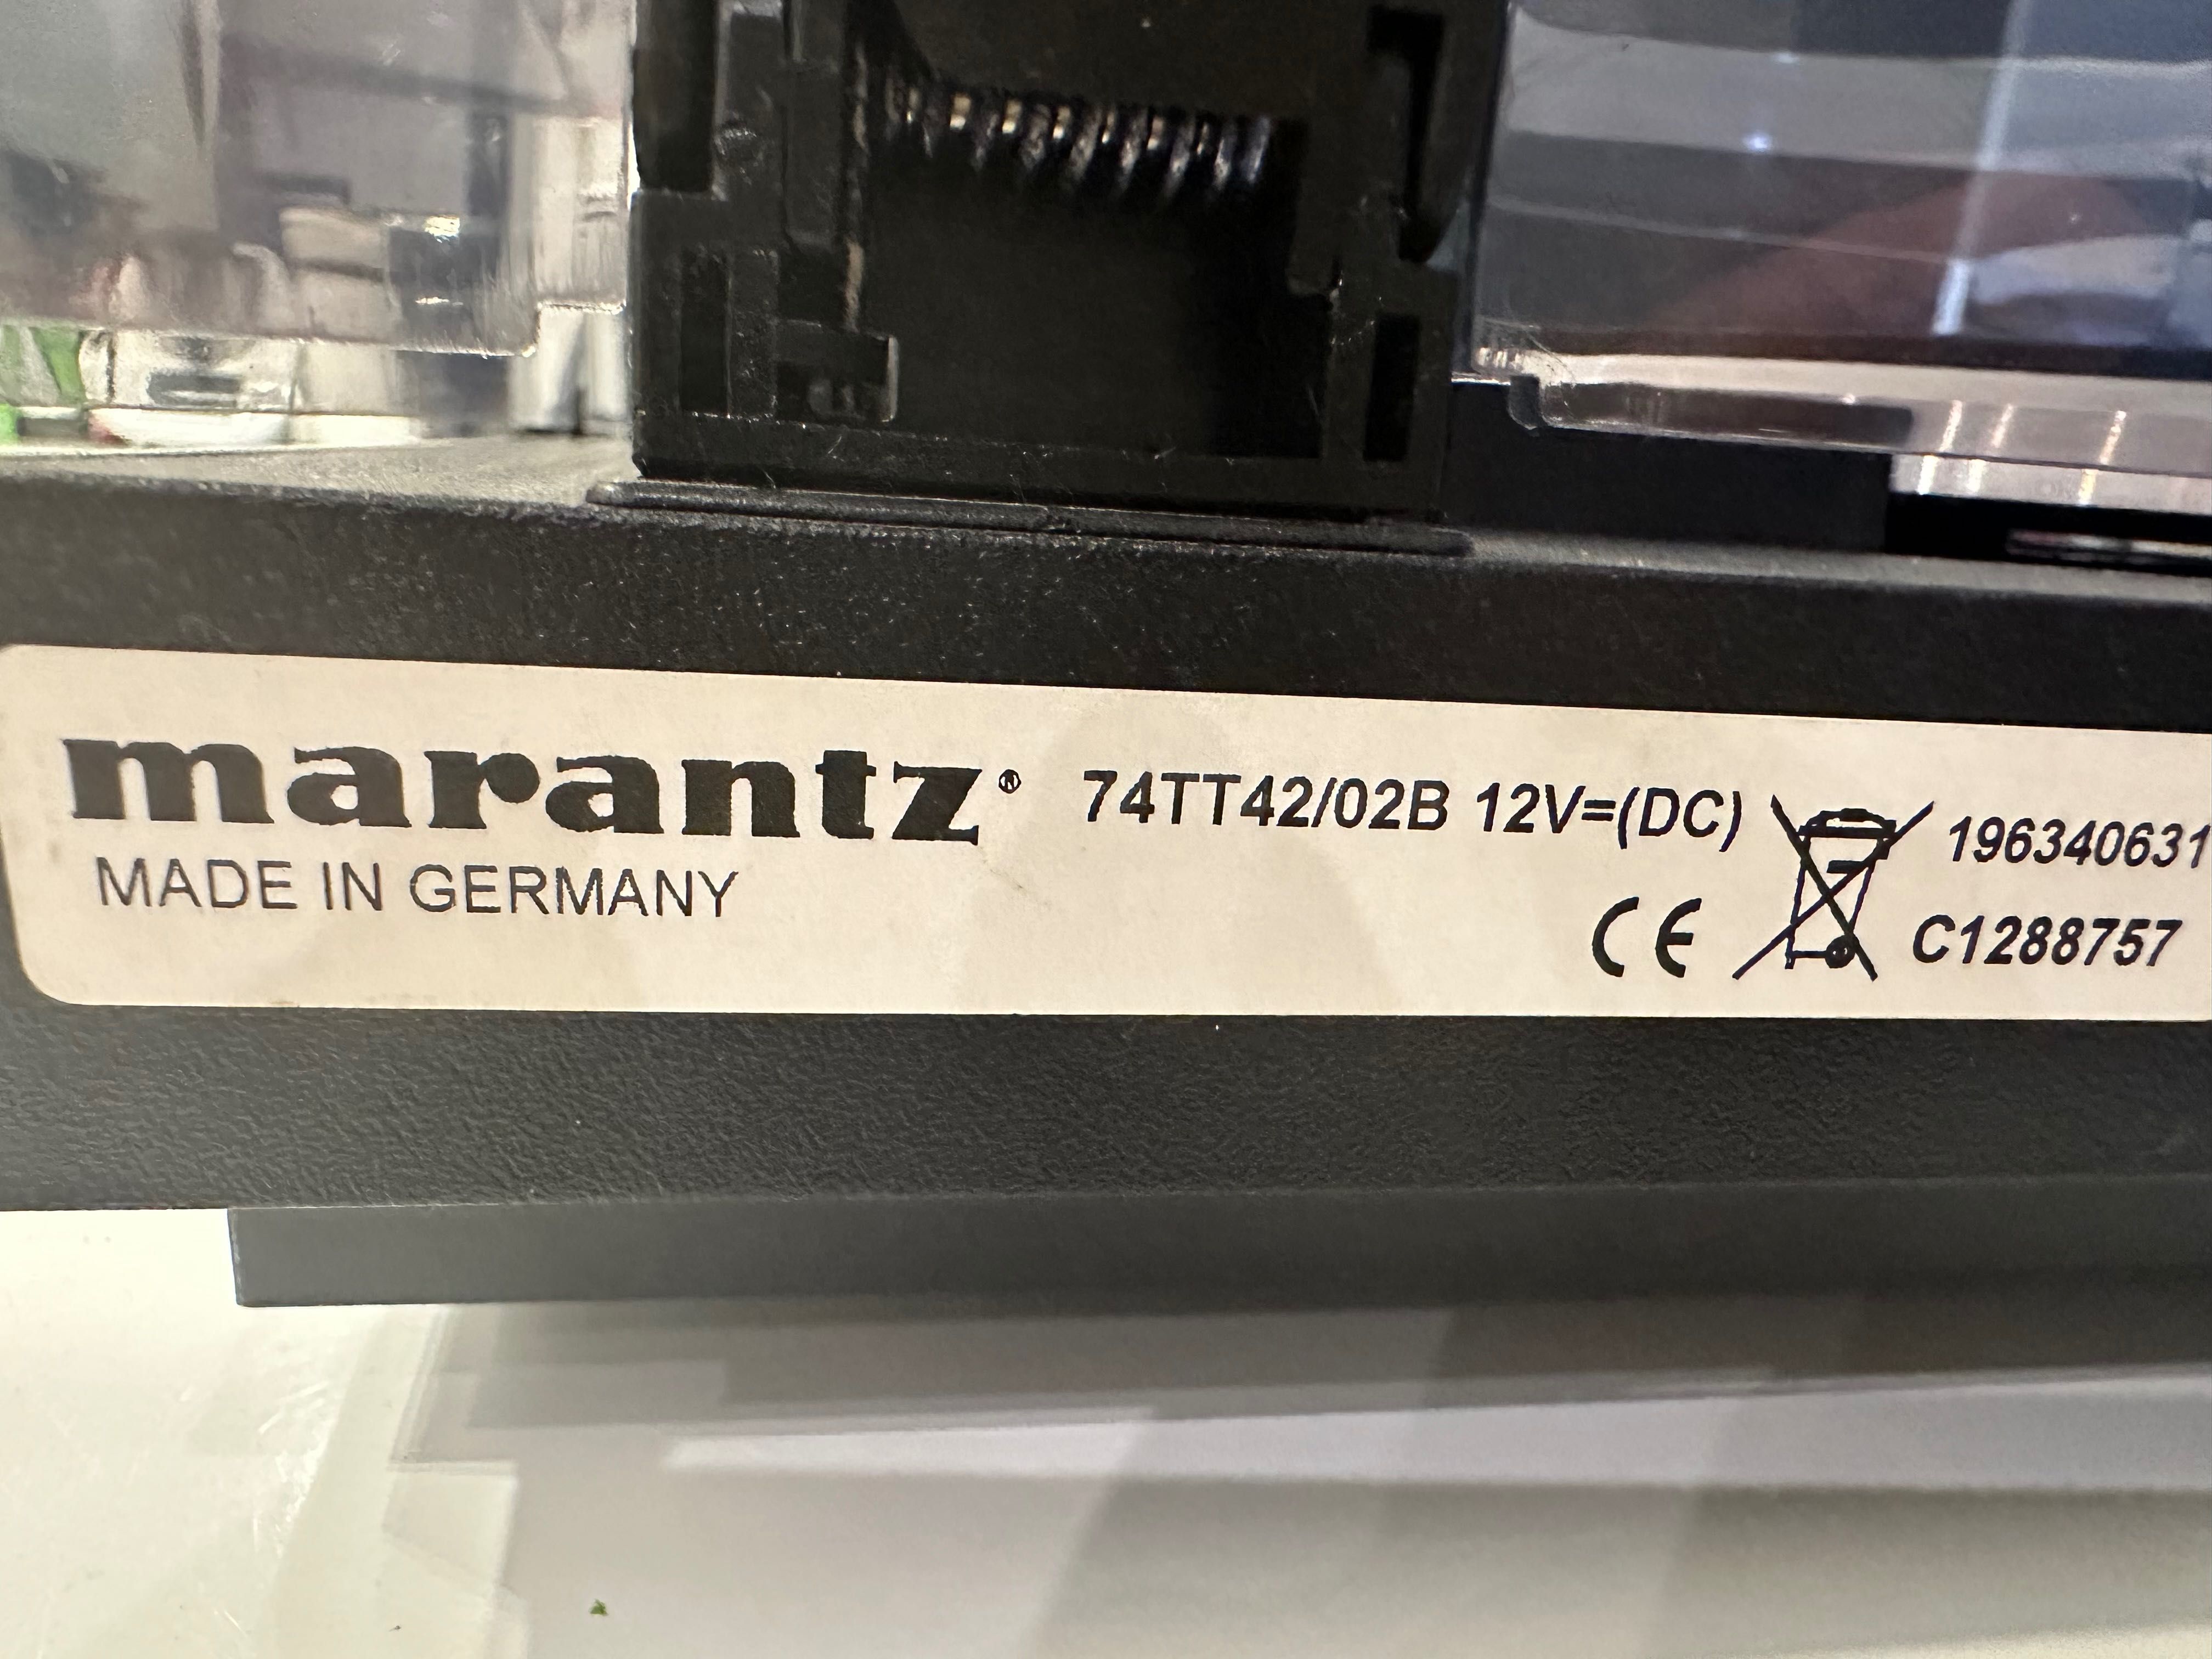 marantz® 74TT42/02B 12V=(DC) 196340631
MADE IN GERMANY CE C1288757